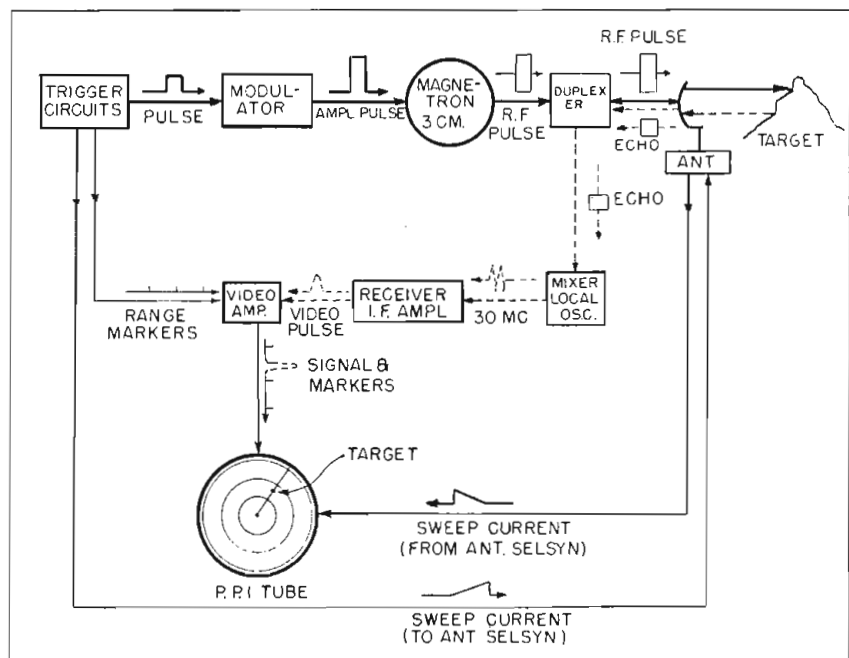 TRIGGER
CIRCUITS
PULSE
MODUL-
ATOR
AMPL PULSE
MAGNE-
TRON
3 CM.
R.F
PULSE
DUPLEX
ER
R.F. PULSE
ECHO
TARGET
ANT
ECHO
MIXER
LOCAL
OSC.
30 MC
RECEIVER
I.F. AMPL
VIDEO
PULSE
VIDEO
AMP.
RANGE
MARKERS
SIGNAL &
MARKERS
TARGET
P.P.I TUBE
SWEEP CURRENT
(FROM ANT. SELSYN)
SWEEP CURRENT
(TO ANT SELSYN)